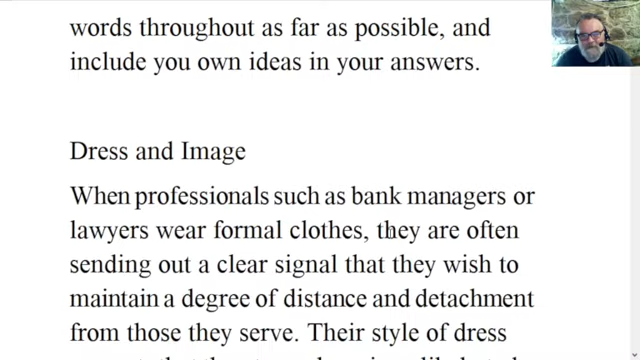 words throughout as far as possible, and
include you own ideas in your answers.
Dress and Image
When professionals such as bank managers or
lawyers wear formal clothes, they are often
sending out a clear signal that they wish to
maintain a degree of distance and detachment
from those they serve. Their style of dress